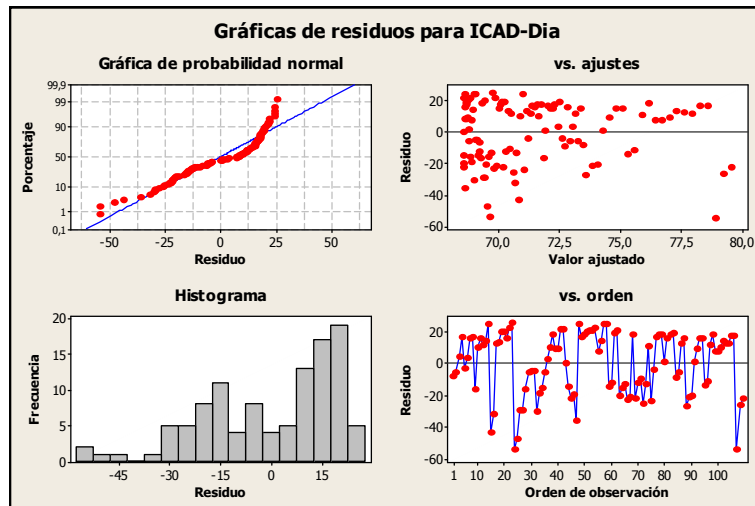 Gráficas de residuos para ICAD-Dia
Gráfica de probabilidad normal
99,9
99
90
50
10
1
0,1
Porcentaje
-50 -25 0 25 50
Residuo
vs. ajustes
20
0
-20
-40
-60
Residuo
70,0 72,5 75,0 77,5 80,0
Valor ajustado
Histograma
20
15
10
5
0
Frecuencia
-45 -30 -15 0 15
Residuo
vs. orden
20
0
-20
-40
-60
Residuo
1 10 20 30 40 50 60 70 80 90 100
Orden de observación